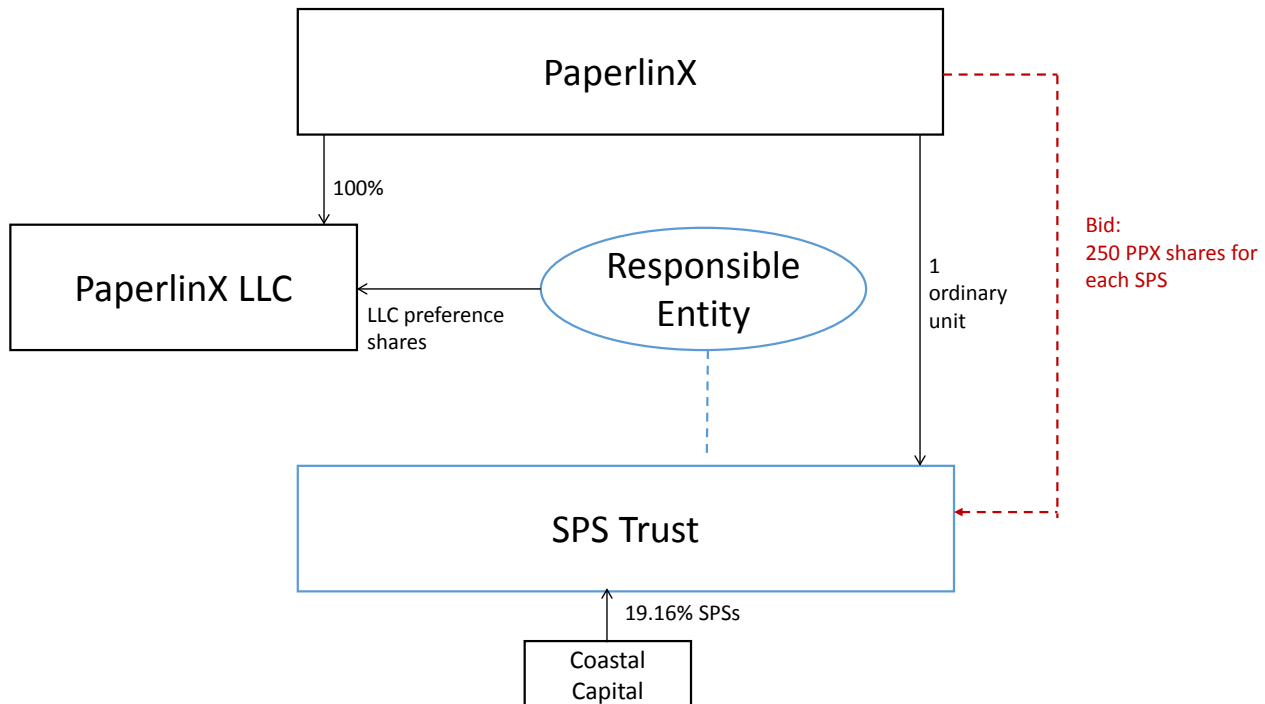 PaperlinX
100%
PaperlinX LLC
LLC preference
shares
Responsible
Entity
1
ordinary
unit
Bid:
250 PPX shares for
each SPS
SPS Trust
19.16% SPSs
Coastal
Capital